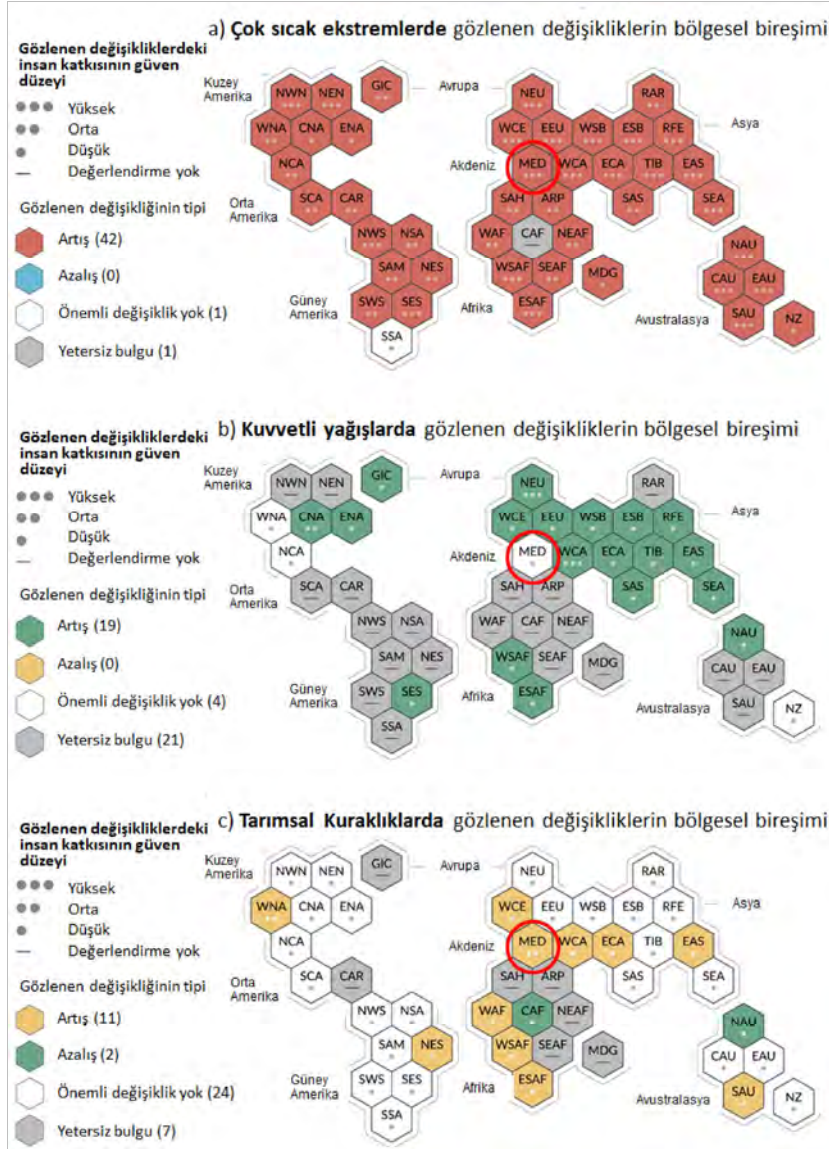 a) Çok sıcak ekstremlerde gözlenen değişikliklerin bölgesel bireşimi
Gözlenen değişikliklerdeki
insan katkısının güven
düzeyi
Yüksek
Orta
Düşük
Değerlendirme yok
Gözlenen değişikliğinin tipi
Artış (42)
Azalış (0)
Önemli değişiklik yok (1)
Yetersiz bulgu (1)
Kuzey
Amerika
NWN NEN GIC
WNA CNA ENA
NCA
Orta
Amerika
SCA CAR
NWS NSA
SAM NES
Güney
Amerika
SWS SES
SSA
Avrupa
NEU RAR
WCE EEU WSB ESB RFE
Asya
Akdeniz
MED WCA ECA TIB EAS
SAH ARP SAS SEA
WAF CAF NEAF
WSAF SEAF MDG
Afrika
ESAF
NAU
CAU EAU
Avustralasya
SAU NZ
b) Kuvvetli yağışlarda gözlenen değişikliklerin bölgesel bireşimi
Gözlenen değişikliklerdeki
insan katkısının güven
düzeyi
Yüksek
Orta
Düşük
Değerlendirme yok
Gözlenen değişikliğinin tipi
Artış (19)
Azalış (0)
Önemli değişiklik yok (4)
Yetersiz bulgu (21)
Kuzey
Amerika
NWN NEN GIC
WNA CNA ENA
NCA
Orta
Amerika
SCA CAR
NWS NSA
SAM NES
Güney
Amerika
SWS SES
SSA
Avrupa
NEU RAR
WCE EEU WSB ESB RFE
Asya
Akdeniz
MED WCA ECA TIB EAS
SAH ARP SAS SEA
WAF CAF NEAF
WSAF SEAF MDG
Afrika
ESAF
NAU
CAU EAU
Avustralasya
SAU NZ
c) Tarımsal Kuraklıklarda gözlenen değişikliklerin bölgesel bireşimi
Gözlenen değişikliklerdeki
insan katkısının güven
düzeyi
Yüksek
Orta
Düşük
Değerlendirme yok
Gözlenen değişikliğinin tipi
Artış (11)
Azalış (2)
Önemli değişiklik yok (24)
Yetersiz bulgu (7)
Kuzey
Amerika
NWN NEN GIC
WNA CNA ENA
NCA
Orta
Amerika
SCA CAR
NWS NSA
SAM NES
Güney
Amerika
SWS SES
SSA
Avrupa
NEU RAR
WCE EEU WSB ESB RFE
Asya
Akdeniz
MED WCA ECA TIB EAS
SAH ARP SAS SEA
WAF CAF NEAF
WSAF SEAF MDG
Afrika
ESAF
NAU
CAU EAU
Avustralasya
SAU NZ